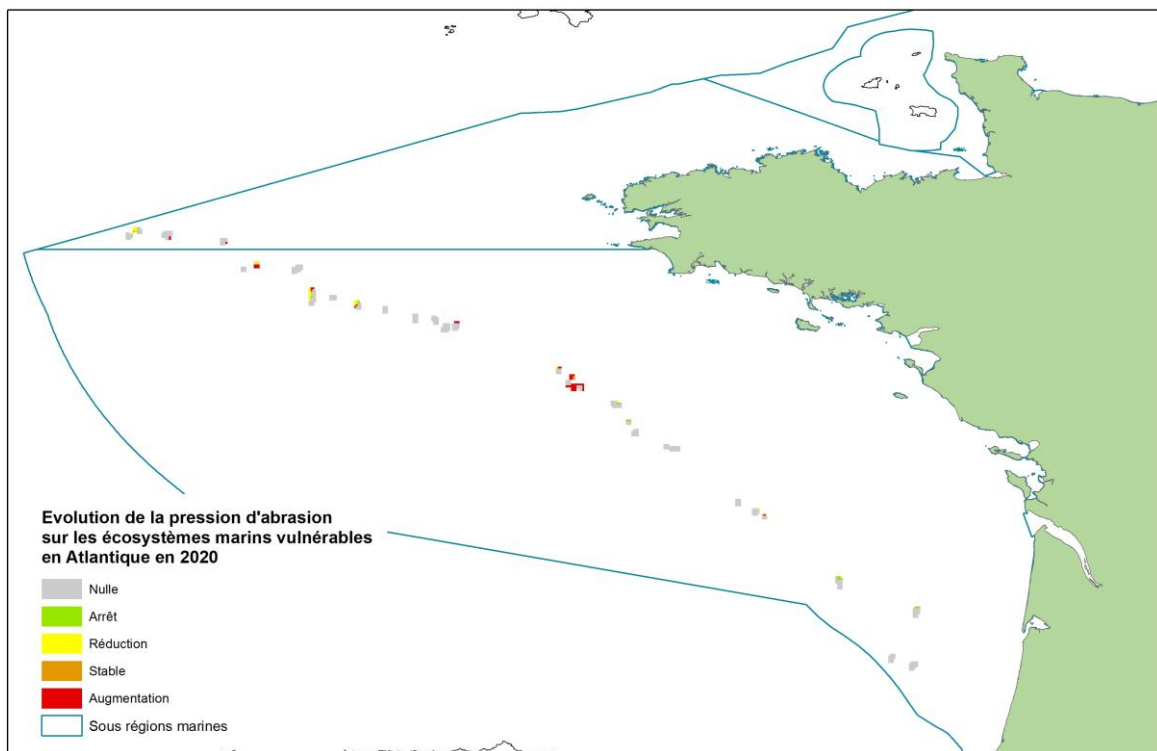 Evolution de la pression d'abrasion
sur les écosystèmes marins vulnérables
en Atlantique en 2020
Nulle
Arrêt
Réduction
Stable
Augmentation
Sous régions marines